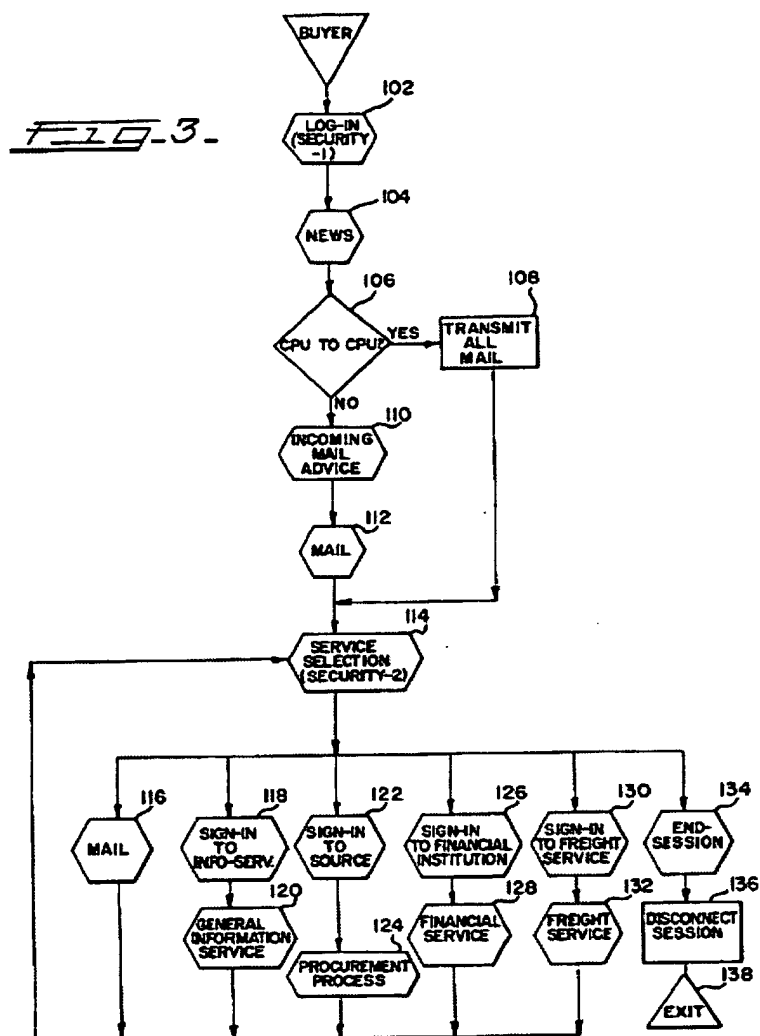 BUYER
102
LOG-IN
(SECURITY
-1)
Fig. 3.
104
NEWS
106
108
CPU TO CPU?
YES
TRANSMIT
ALL
MAIL
NO
110
INCOMING
MAIL
ADVICE
112
MAIL
114
SERVICE
SELECTION
(SECURITY-2)
116
118
122
126
130
134
MAIL
SIGN-IN
TO
INFO-SERV.
SIGN-IN
TO
SOURCE
SIGN-IN
TO FINANCIAL
INSTITUTION
SIGN-IN
TO FREIGHT
SERVICE
END-
SESSION
120
124
128
132
136
GENERAL
INFORMATION
SERVICE
PROCUREMENT
PROCESS
FINANCIAL
SERVICE
FREIGHT
SERVICE
DISCONNECT
SESSION
138
EXIT